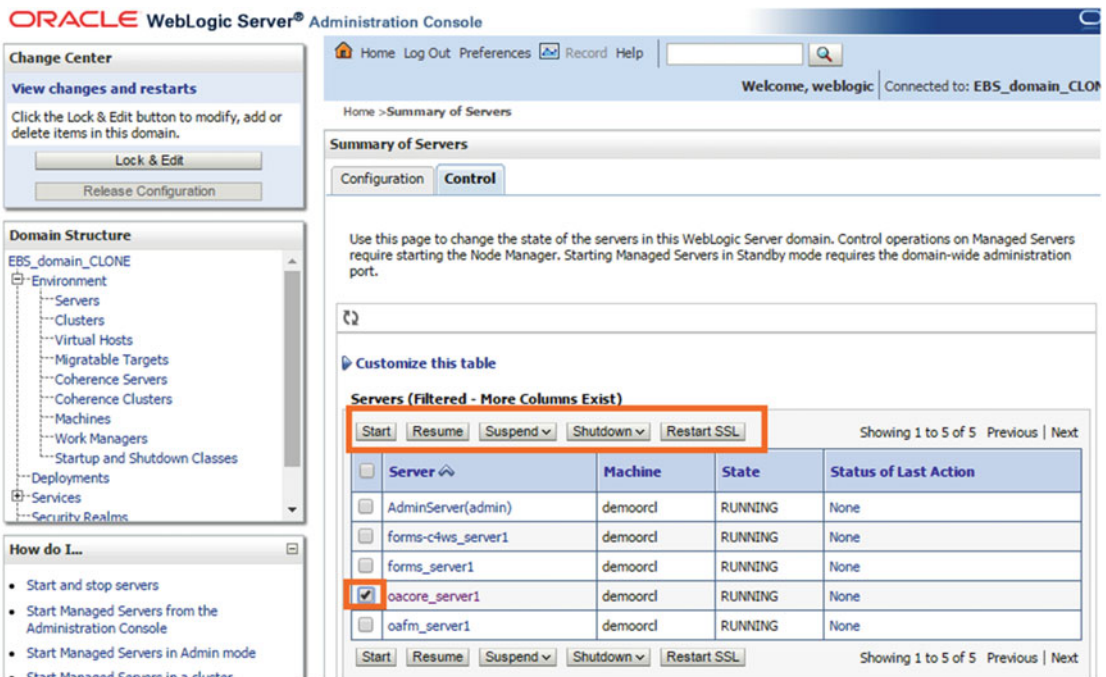 ORACLE WebLogic Server® Administration Console
Change Center
View changes and restarts
Click the Lock & Edit button to modify, add or
delete items in this domain.
Lock & Edit
Release Configuration
Domain Structure
EBS_domain_CLONE
Environment
Servers
Clusters
Virtual Hosts
Migratable Targets
Coherence Servers
Coherence Clusters
Machines
Work Managers
Startup and Shutdown Classes
Deployments
Services
Security Realms
How do I...
Start and stop servers
Start Managed Servers from the
Administration Console
Start Managed Servers in Admin mode
Start Managed Servers in a cluster
Home Log Out Preferences Record Help
Welcome, weblogic Connected to: EBS_domain_CLON
Home >Summary of Servers
Summary of Servers
Configuration Control
Use this page to change the state of the servers in this WebLogic Server domain. Control operations on Managed Servers
require starting the Node Manager. Starting Managed Servers in Standby mode requires the domain-wide administration
port.
Customize this table
Servers (Filtered - More Columns Exist)
Start Resume Suspend Shutdown Restart SSL Showing 1 to 5 of 5 Previous | Next
Server Machine State Status of Last Action
AdminServer(admin) demoorcl RUNNING None
forms-c4ws_server1 demoorcl RUNNING None
forms_server1 demoorcl RUNNING None
oacore_server1 demoorcl RUNNING None
oafm_server1 demoorcl RUNNING None
Start Resume Suspend Shutdown Restart SSL Showing 1 to 5 of 5 Previous | Next